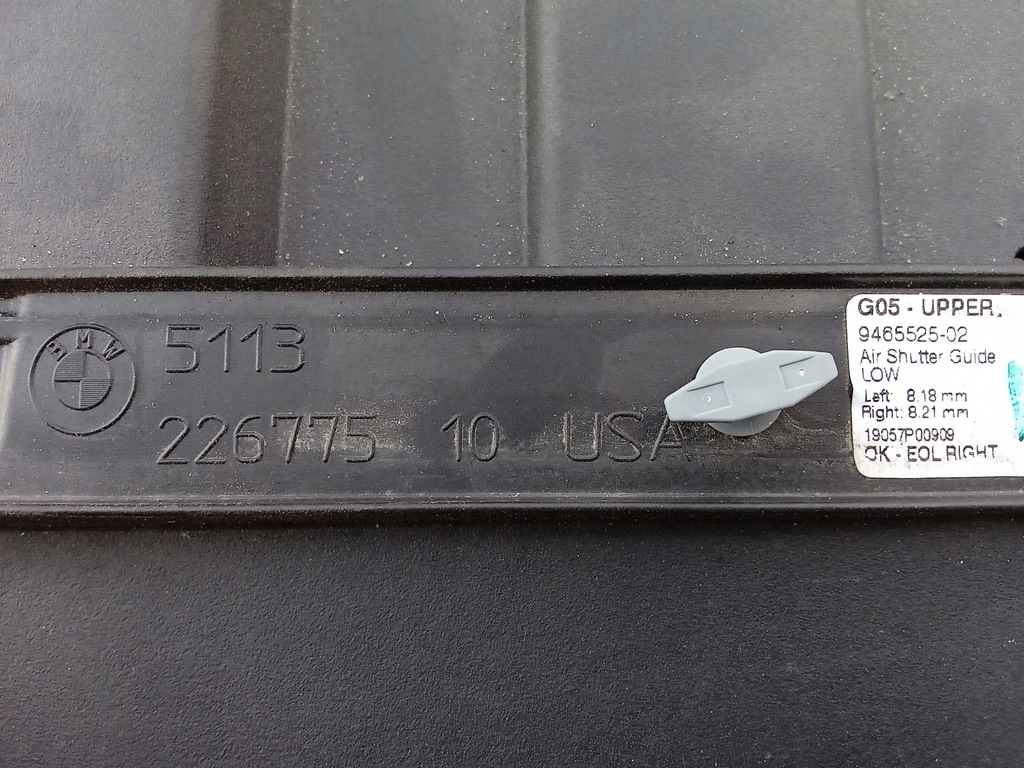 BMW
5113
226775 10 USA
G05 - UPPER
9465525-02
Air Shutter Guide
LOW
Left: 8.18 mm
Right: 8.21 mm
19057P00909
OK - EOL RIGHT